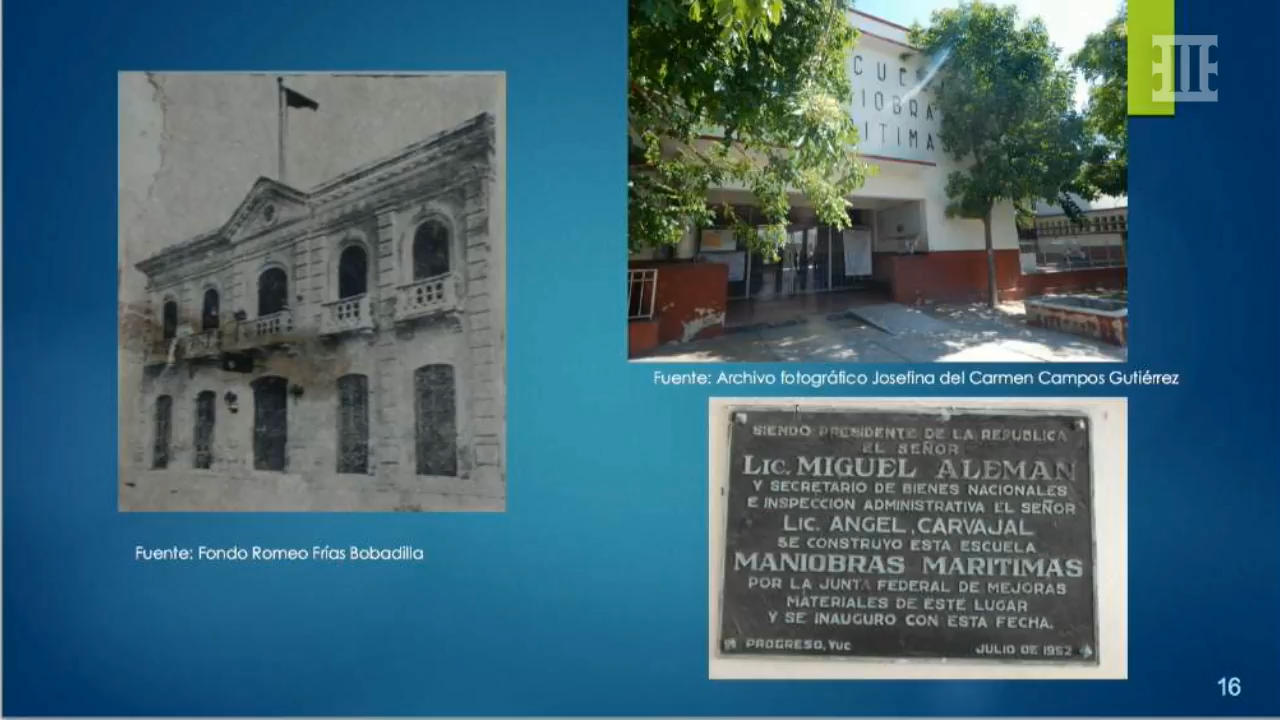 CUE
IOBRA
ITIMAS
Fuente: Archivo fotográfico Josefina del Carmen Campos Gutiérrez
SIENDO PRESIDENTE DE LA REPUBLICA
EL SEÑOR
LIC. MIGUEL ALEMAN
Y SECRETARIO DE BIENES NACIONALES
E INSPECCION ADMINISTRATIVA EL SEÑOR
LIC. ANGEL CARVAJAL
SE CONSTRUYO ESTA ESCUELA
MANIOBRAS MARITIMAS
POR LA JUNTA FEDERAL DE MEJORAS
MATERIALES DE ESTE LUGAR
Y SE INAUGURO CON ESTA FECHA.
PROGRESO, YUC JULIO DE 1952
Fuente: Fondo Romeo Frías Bobadilla
16